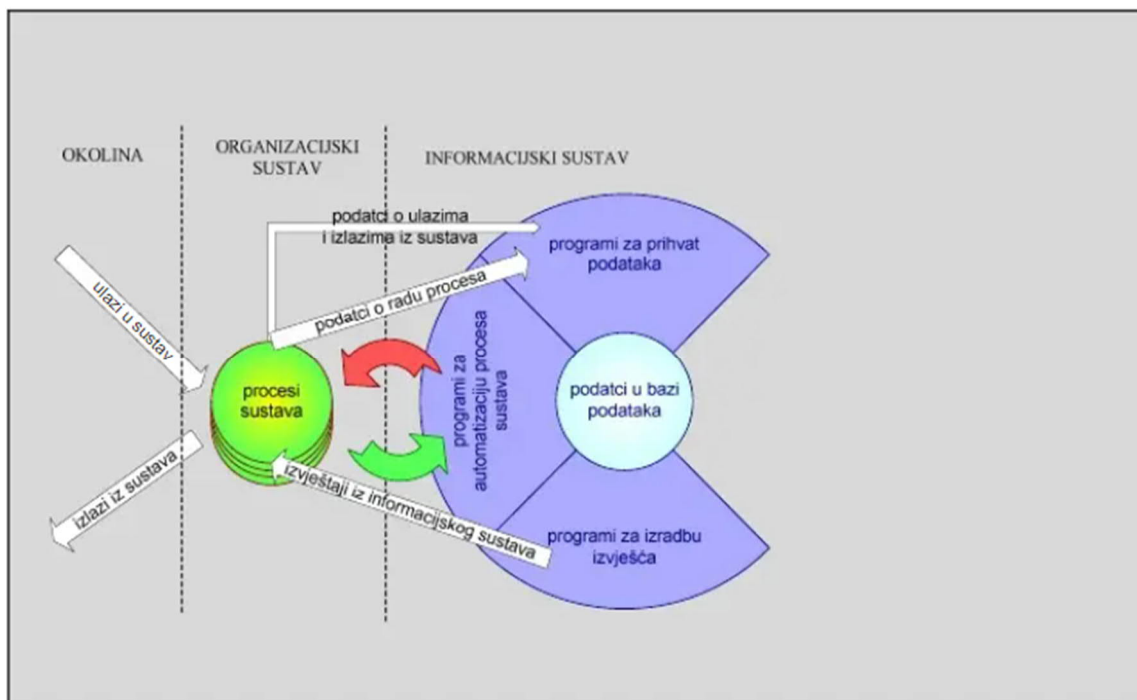 OKOLINA
ORGANIZACIJSKI
SUSTAV
INFORMACIJSKI SUSTAV
podatci o ulazima
i izlazima iz sustava
programi za prihvat
podataka
podatci o radu procesa
ulazi u sustav
procesi
sustava
programi za
automatizaciju procesa
sustava
podatci u bazi
podataka
izvještaji iz informacijskog sustava
izlazi iz sustava
programi za izradbu
izvješća